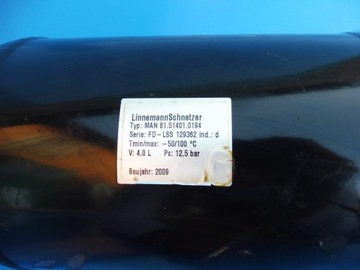 LinnemannSchnetzer
Typ: MAN 81.51401.0194
Serie: FD-LSS 129362 Ind.: d
Tmin/max: -50/100 °C
V: 4,0 L Ps: 12,5 bar
Baujahr: 2009